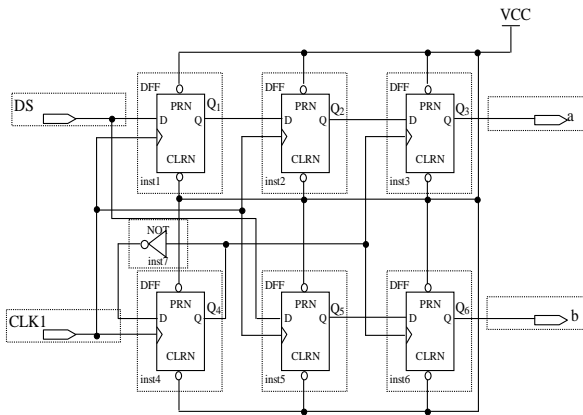 VCC
DFF DFF DFF
DS PRN Q1 PRN Q2 PRN Q3 a
D Q D Q D Q
CLRN CLRN CLRN
inst1 inst2 inst3
NOT
inst7
DFF DFF DFF
PRN Q4 PRN Q5 PRN Q6 b
CLK1 D Q D Q D Q
CLRN CLRN CLRN
inst4 inst5 inst6